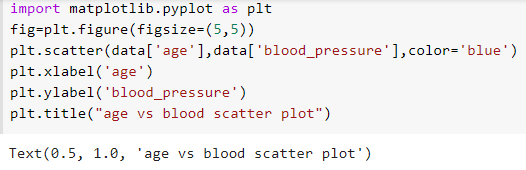 import matplotlib.pyplot as plt
fig=plt.figure(figsize=(5,5))
plt.scatter(data['age'],data['blood_pressure'],color='blue')
plt.xlabel('age')
plt.ylabel('blood_pressure')
plt.title("age vs blood scatter plot")
Text(0.5, 1.0, 'age vs blood scatter plot')